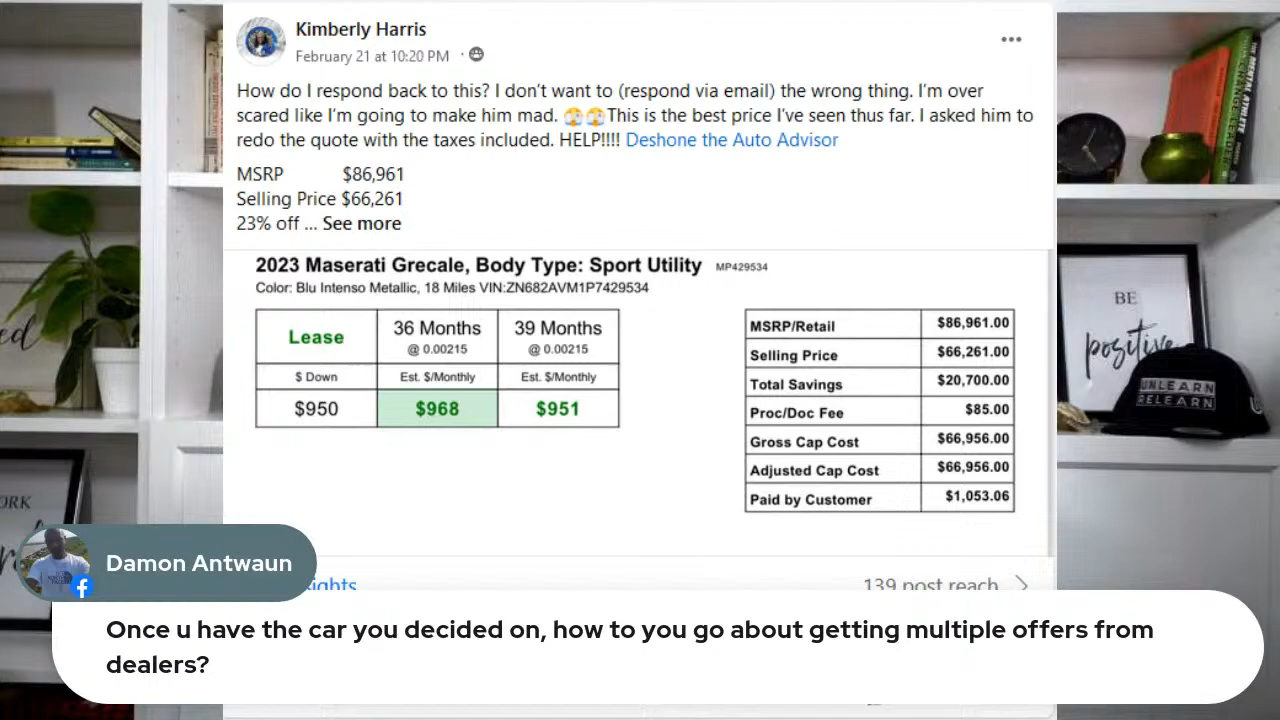 Kimberly Harris
February 21 at 10:20 PM ·
How do I respond back to this? I don't want to (respond via email) the wrong thing. I'm over
scared like I'm going to make him mad. 🫣🫣This is the best price I've seen thus far. I asked him to
redo the quote with the taxes included. HELP!!!! Deshone the Auto Advisor
MSRP $86,961
Selling Price $66,261
23% off ... See more
2023 Maserati Grecale, Body Type: Sport Utility MP429534
Color: Blu Intenso Metallic, 18 Miles VIN:ZN682AVM1P7429534
Lease 36 Months 39 Months
@ 0.00215 @ 0.00215
$ Down Est. $/Monthly Est. $/Monthly
$950 $968 $951
MSRP/Retail $86,961.00
Selling Price $66,261.00
Total Savings $20,700.00
Proc/Doc Fee $85.00
Gross Cap Cost $66,956.00
Adjusted Cap Cost $66,956.00
Paid by Customer $1,053.06
139 post reach
BE
positive
UNLEARN
RELEARN
THE MENTAL ATHLETE
Damon Antwaun
Once u have the car you decided on, how to you go about getting multiple offers from
dealers?